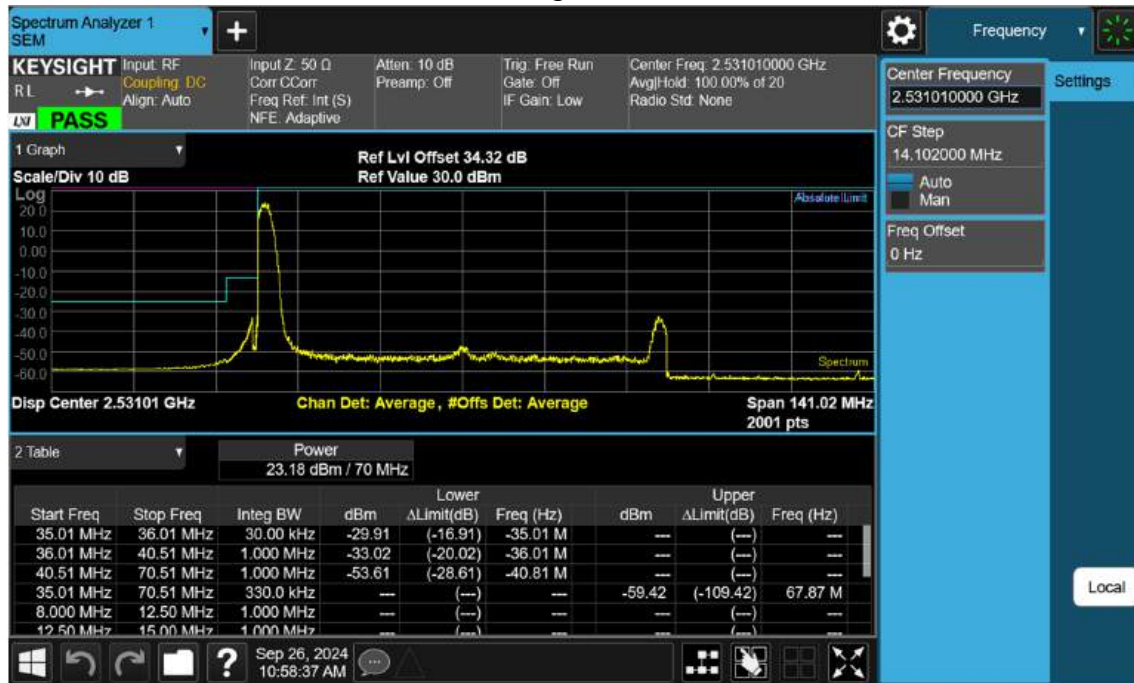 Spectrum Analyzer 1
SEM
+
Frequency
KEYSIGHT
RL
LXI
PASS
Input: RF
Coupling: DC
Align: Auto
Input Z: 50 Ω
Corr CCorr
Freq Ref: Int (S)
NFE: Adaptive
Atten: 10 dB
Preamp: Off
Trig: Free Run
Gate: Off
IF Gain: Low
Center Freq: 2.531010000 GHz
Avg|Hold: 100.00% of 20
Radio Std: None
Center Frequency
2.531010000 GHz
Settings
CF Step
14.102000 MHz
Auto
Man
Freq Offset
0 Hz
1 Graph
Scale/Div 10 dB
Ref Lvl Offset 34.32 dB
Ref Value 30.0 dBm
Log
Absolute Limit
20.0
10.0
0.00
-10.0
-20.0
-30.0
-40.0
-50.0
Spectrum
-60.0
Disp Center 2.53101 GHz
Chan Det: Average, #Offs Det: Average
Span 141.02 MHz
2001 pts
2 Table
Power
23.18 dBm / 70 MHz
Lower Upper
Start Freq Stop Freq Integ BW dBm ΔLimit(dB) Freq (Hz) dBm ΔLimit(dB) Freq (Hz)
35.01 MHz 36.01 MHz 30.00 kHz -29.91 (-16.91) -35.01 M --- (---) ---
36.01 MHz 40.51 MHz 1.000 MHz -33.02 (-20.02) -36.01 M --- (---) ---
40.51 MHz 70.51 MHz 1.000 MHz -53.61 (-28.61) -40.81 M --- (---) ---
35.01 MHz 70.51 MHz 330.0 kHz --- (---) --- -59.42 (-109.42) 67.87 M
8.000 MHz 12.50 MHz 1.000 MHz --- (---) --- --- (---) ---
12.50 MHz 15.00 MHz 1.000 MHz --- (---) --- --- (---) ---
Local
?
Sep 26, 2024
10:58:37 AM